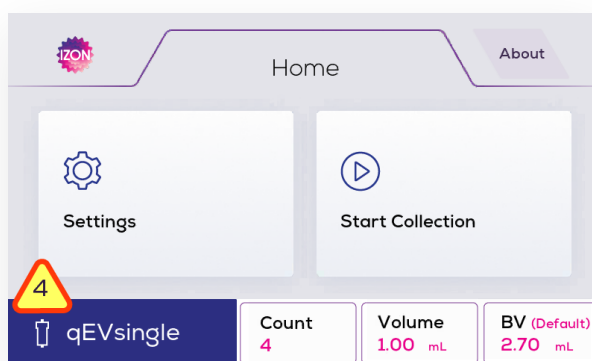 IZON
Home
About
Settings
Start Collection
4
qEVsingle
Count
4
Volume
1.00 mL
BV (Default)
2.70 mL